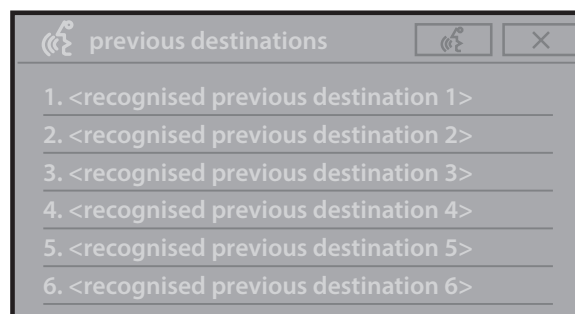 previous destinations
1. <recognised previous destination 1>
2. <recognised previous destination 2>
3. <recognised previous destination 3>
4. <recognised previous destination 4>
5. <recognised previous destination 5>
6. <recognised previous destination 6>